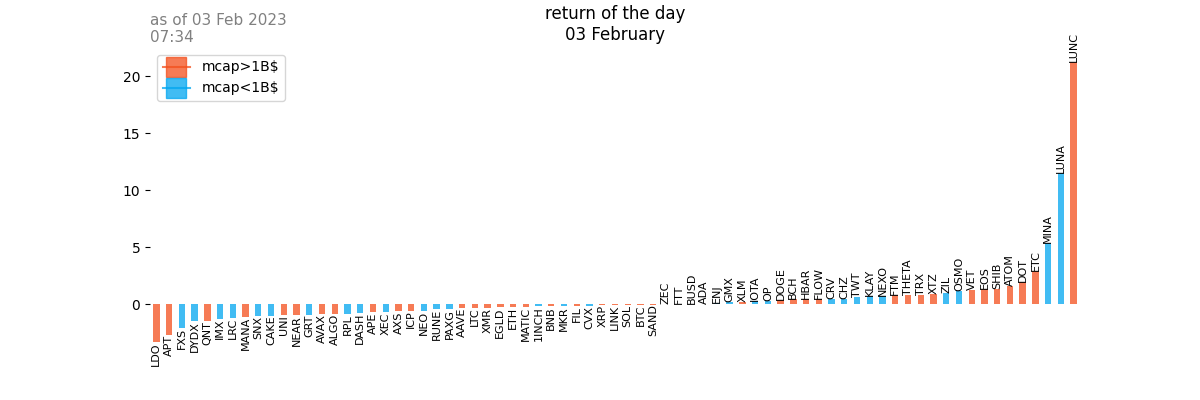 as of 03 Feb 2023
07:34
return of the day
03 February
mcap>1B$
mcap<1B$
20
15
10
5
0
LDO
APT
FXS
DYDX
QNT
IMX
LRC
MANA
SNX
CAKE
UNI
NEAR
GRT
AVAX
ALGO
RPL
DASH
APE
XEC
AXS
ICP
NEO
RUNE
PAXG
AAVE
LTC
XMR
EGLD
ETH
MATIC
1INCH
BNB
MKR
FIL
CVX
XRP
LINK
SOL
BTC
SAND
ZEC
FTT
BUSD
ADA
ENJ
GMX
XLM
IOTA
OP
DOGE
BCH
HBAR
FLOW
CRV
CHZ
TWT
KLAY
NEXO
FTM
THETA
TRX
XTZ
ZIL
OSMO
VET
EOS
SHIB
ATOM
DOT
ETC
MINA
LUNA
LUNC